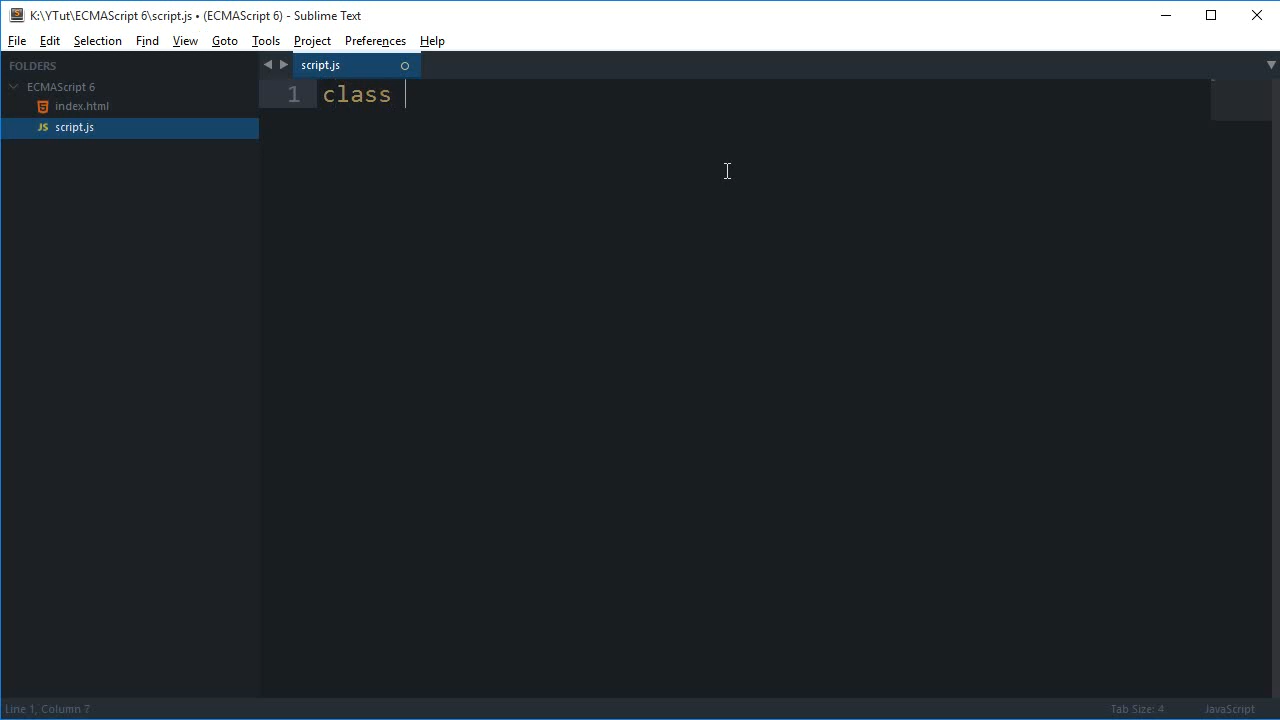 K:\YTut\ECMAScript 6\script.js • (ECMAScript 6) - Sublime Text
File Edit Selection Find View Goto Tools Project Preferences Help
FOLDERS
ECMAScript 6
index.html
JS script.js
script.js
1 class
Line 1, Column 7 Tab Size: 4 JavaScript